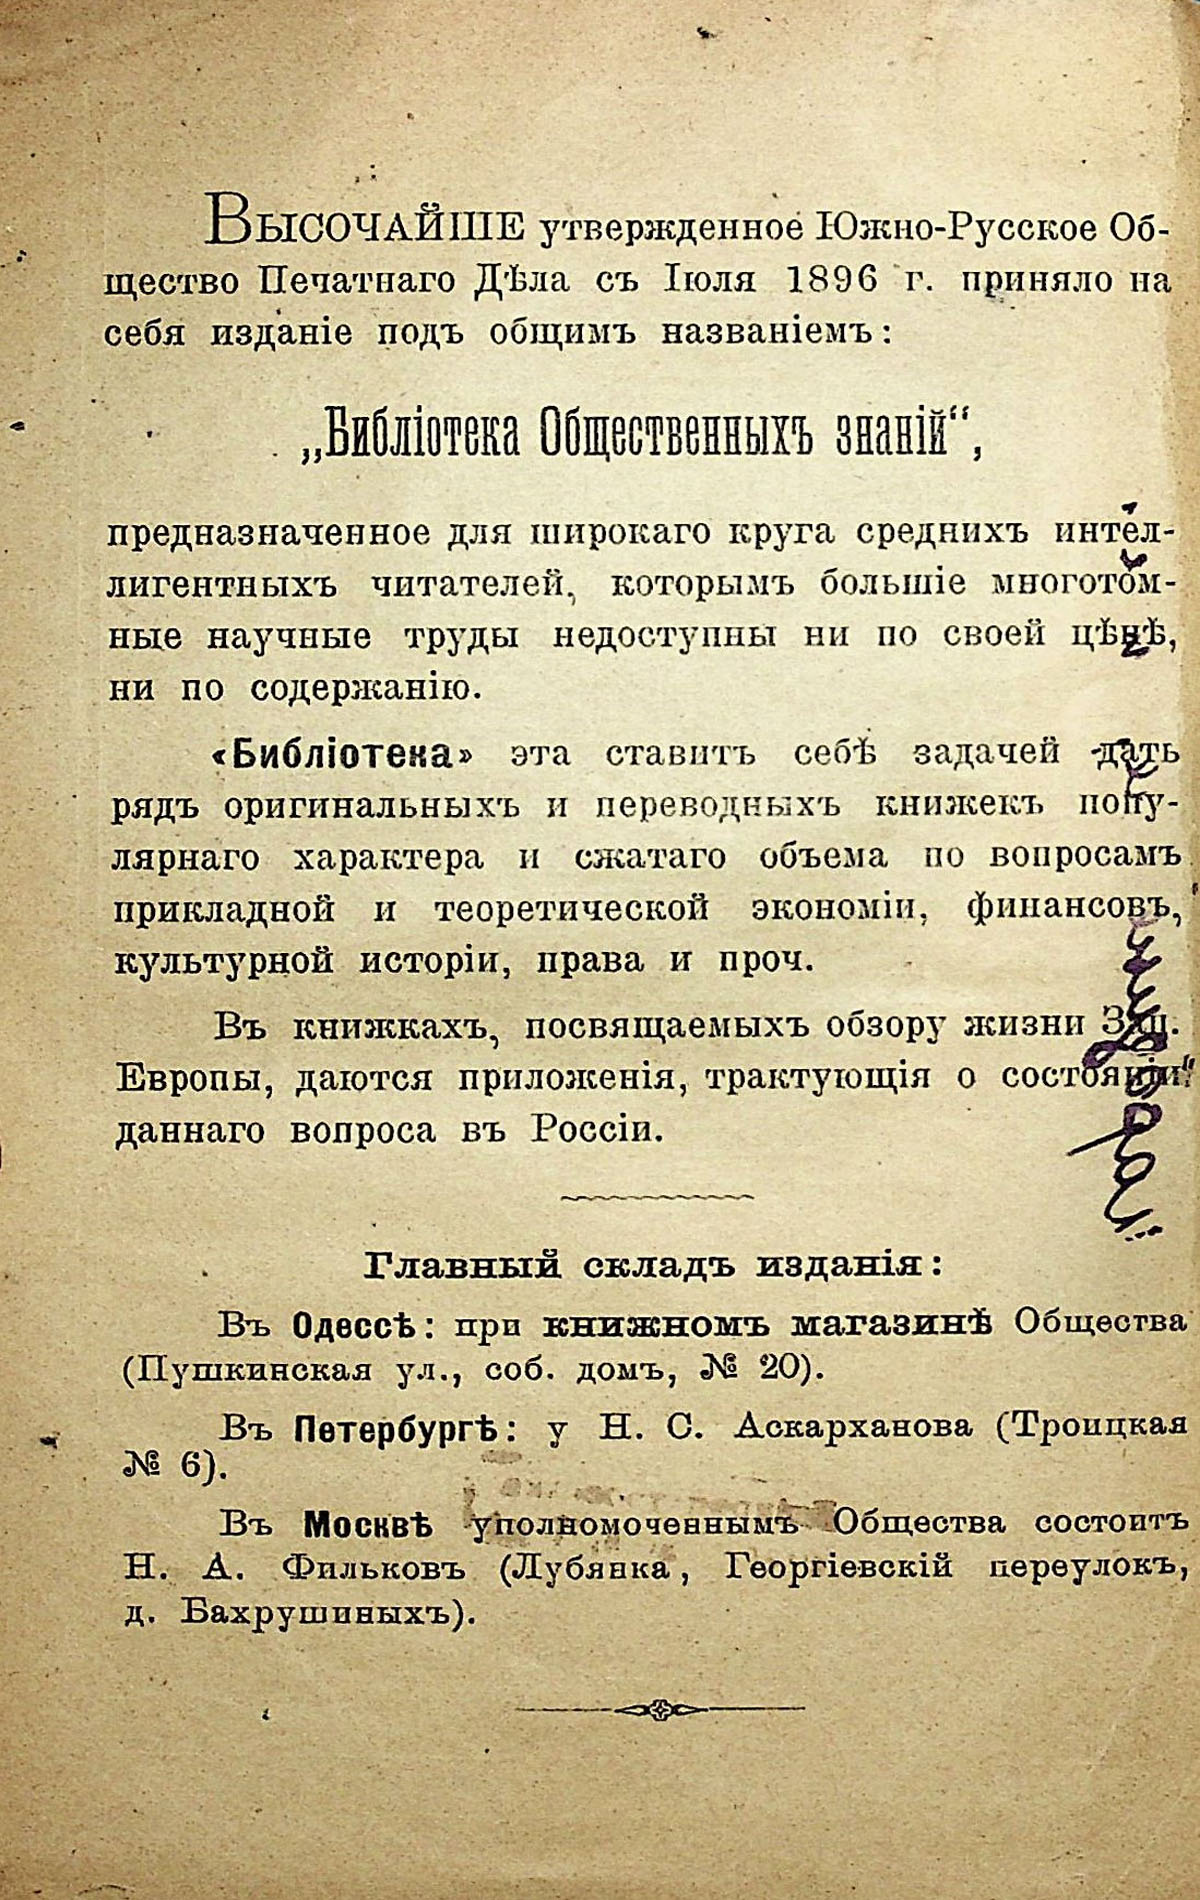 ВЫСОЧАЙШЕ утвержденное Южно-Русское Об-
щество Печатнаго Дѣла съ Іюля 1896 г. приняло на
себя изданіе подъ общимъ названіемъ:
„Библіотека Общественныхъ знаній“,
предназначенное для широкаго круга среднихъ интел-
лигентныхъ читателей, которымъ большіе многотом-
ные научные труды недоступны ни по своей цѣнѣ,
ни по содержанію.
«Библіотека» эта ставитъ себѣ задачей дать
рядъ оригинальныхъ и переводныхъ книжекъ попу-
лярнаго характера и сжатаго объема по вопросамъ
прикладной и теоретической экономіи, финансовъ,
культурной исторіи, права и проч.
Въ книжкахъ, посвящаемыхъ обзору жизни Зап.
Европы, даются приложенія, трактующія о состояніи
даннаго вопроса въ Россіи.
Главный складъ изданія:
Въ Одессѣ: при книжномъ магазинѣ Общества
(Пушкинская ул., соб. домъ, № 20).
Въ Петербургѣ: у Н. С. Аскарханова (Троицкая
№ 6).
Въ Москвѣ уполномоченнымъ Общества состоитъ
Н. А. Фильковъ (Лубянка, Георгіевскій переулокъ,
д. Бахрушиныхъ).